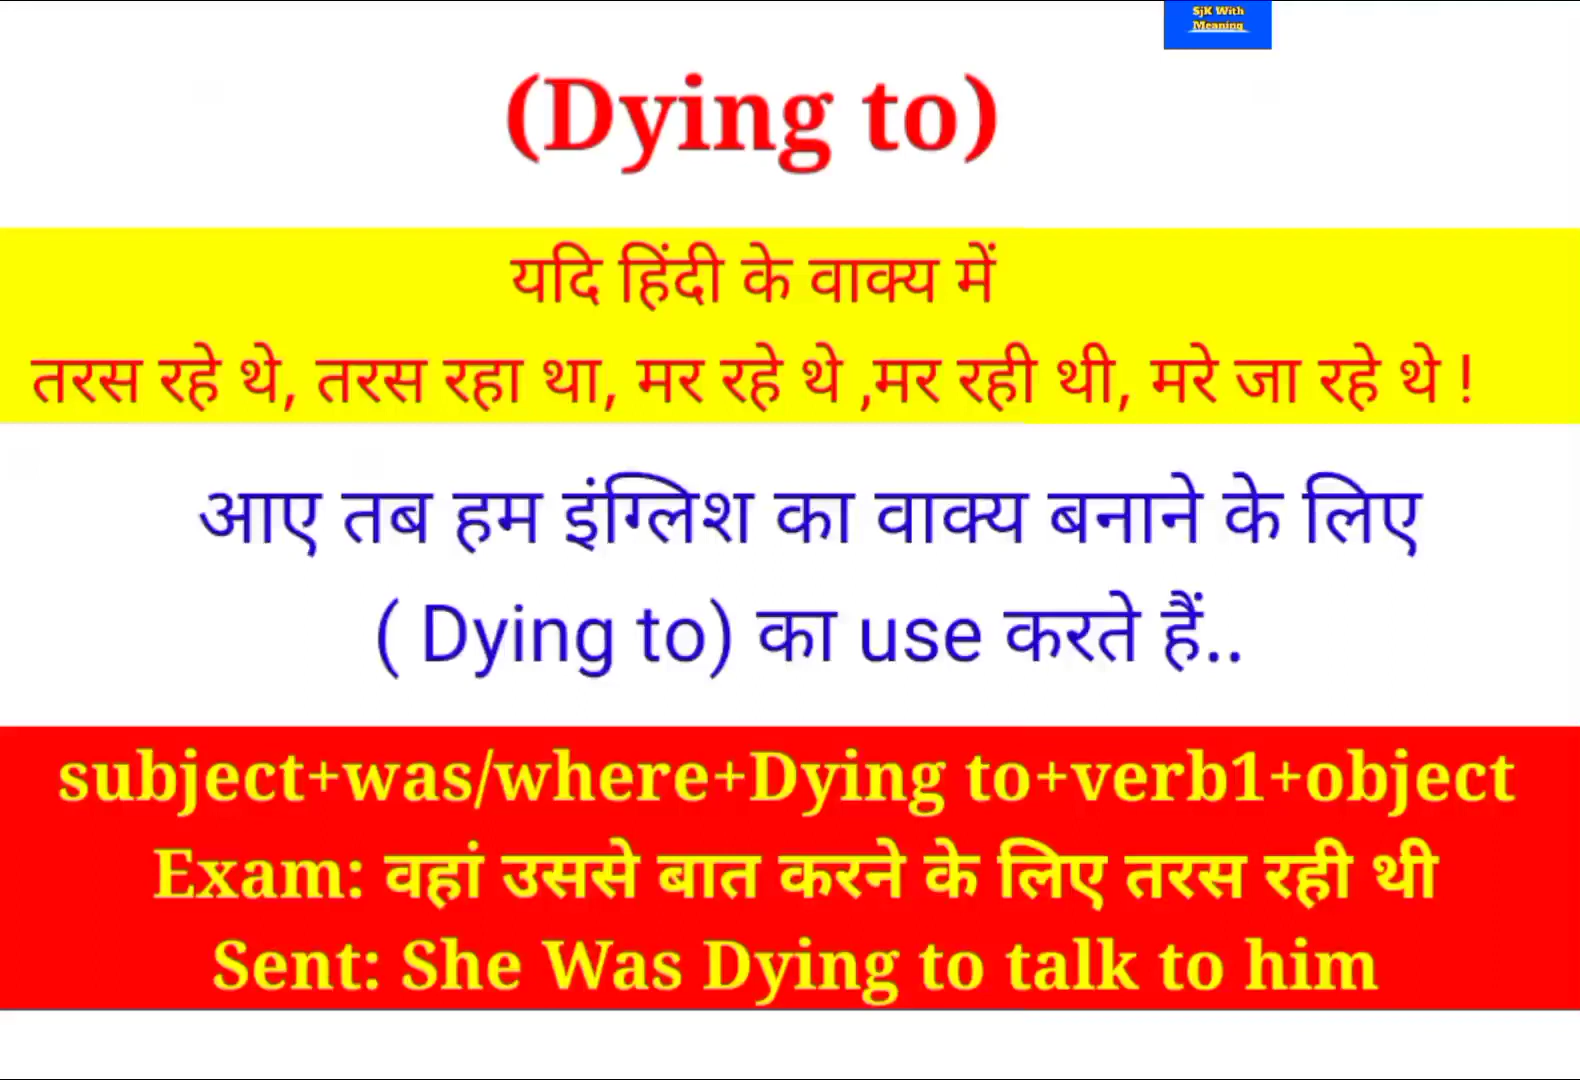 SjK With
Meaning
(Dying to)
यदि हिंदी के वाक्य में
तरस रहे थे, तरस रहा था, मर रहे थे ,मर रही थी, मरे जा रहे थे !
आए तब हम इंग्लिश का वाक्य बनाने के लिए
( Dying to) का use करते हैं..
subject+was/where+Dying to+verb1+object
Exam: वहां उससे बात करने के लिए तरस रही थी
Sent: She Was Dying to talk to him